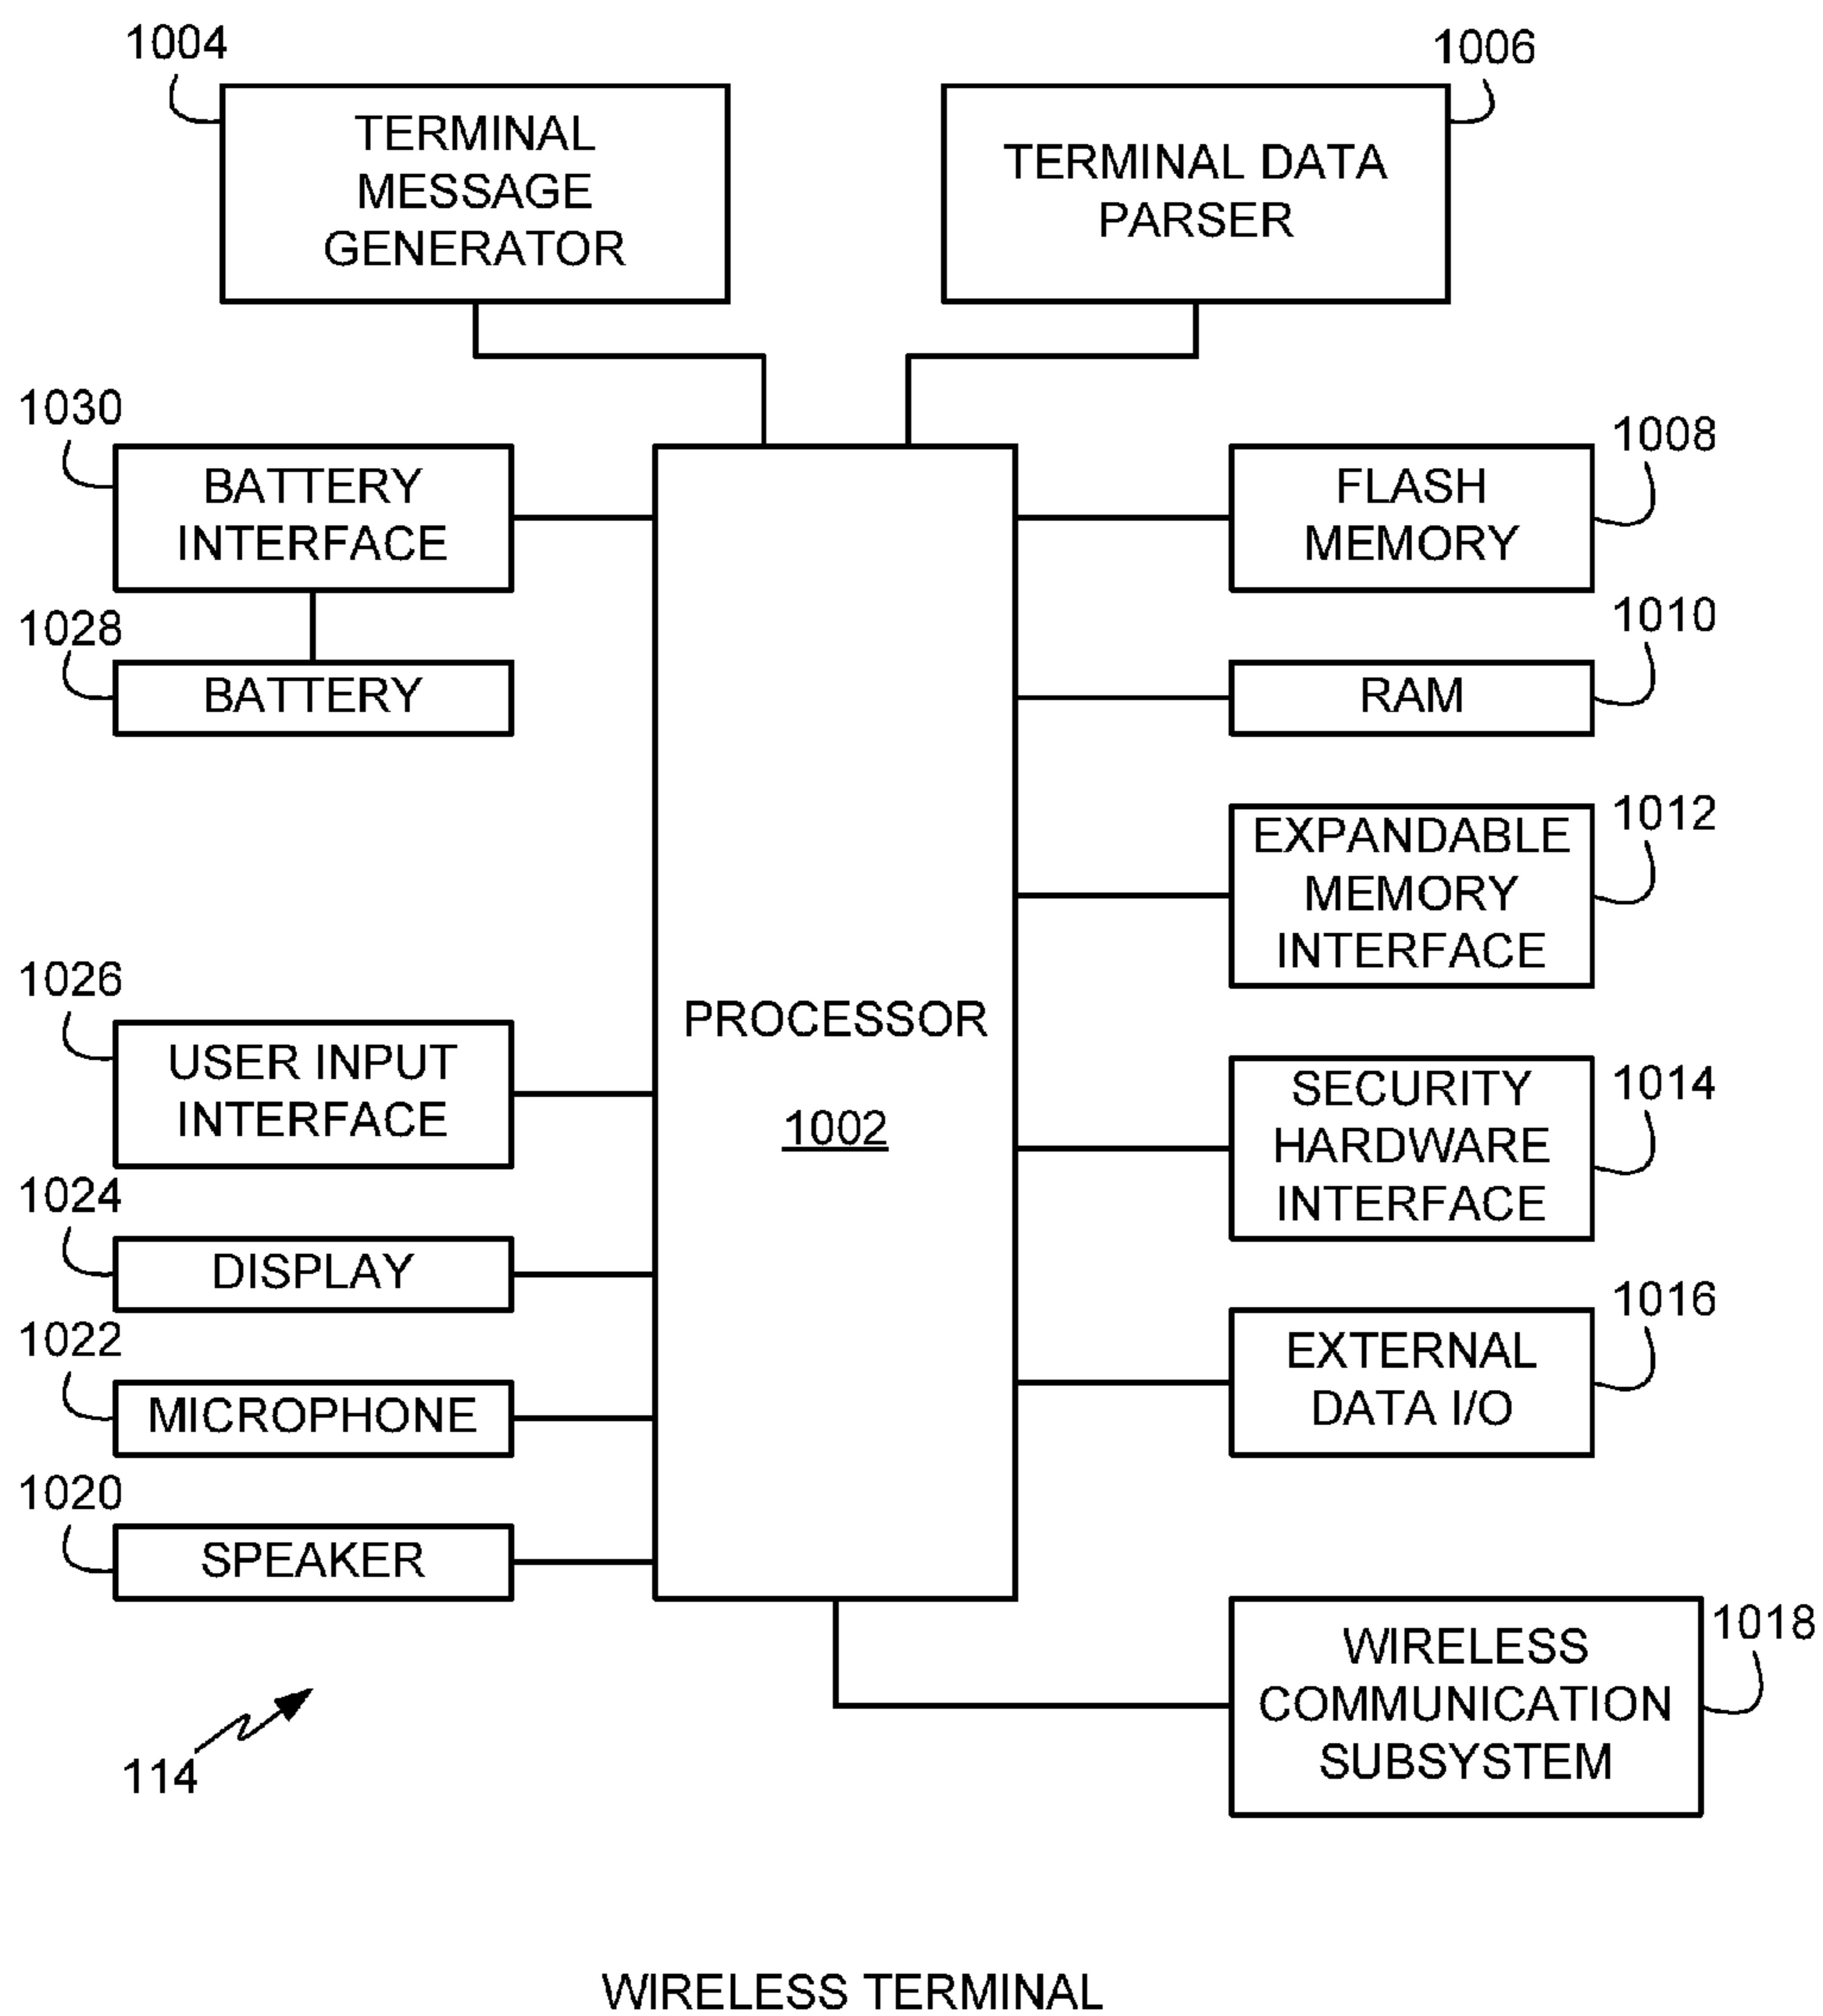 1004
TERMINAL
MESSAGE
GENERATOR
1006
TERMINAL DATA
PARSER
1030
BATTERY
INTERFACE
1028
BATTERY
1026
USER INPUT
INTERFACE
1024
DISPLAY
1022
MICROPHONE
1020
SPEAKER
PROCESSOR
1002
1008
FLASH
MEMORY
1010
RAM
1012
EXPANDABLE
MEMORY
INTERFACE
1014
SECURITY
HARDWARE
INTERFACE
1016
EXTERNAL
DATA I/O
1018
WIRELESS
COMMUNICATION
SUBSYSTEM
114
WIRELESS TERMINAL